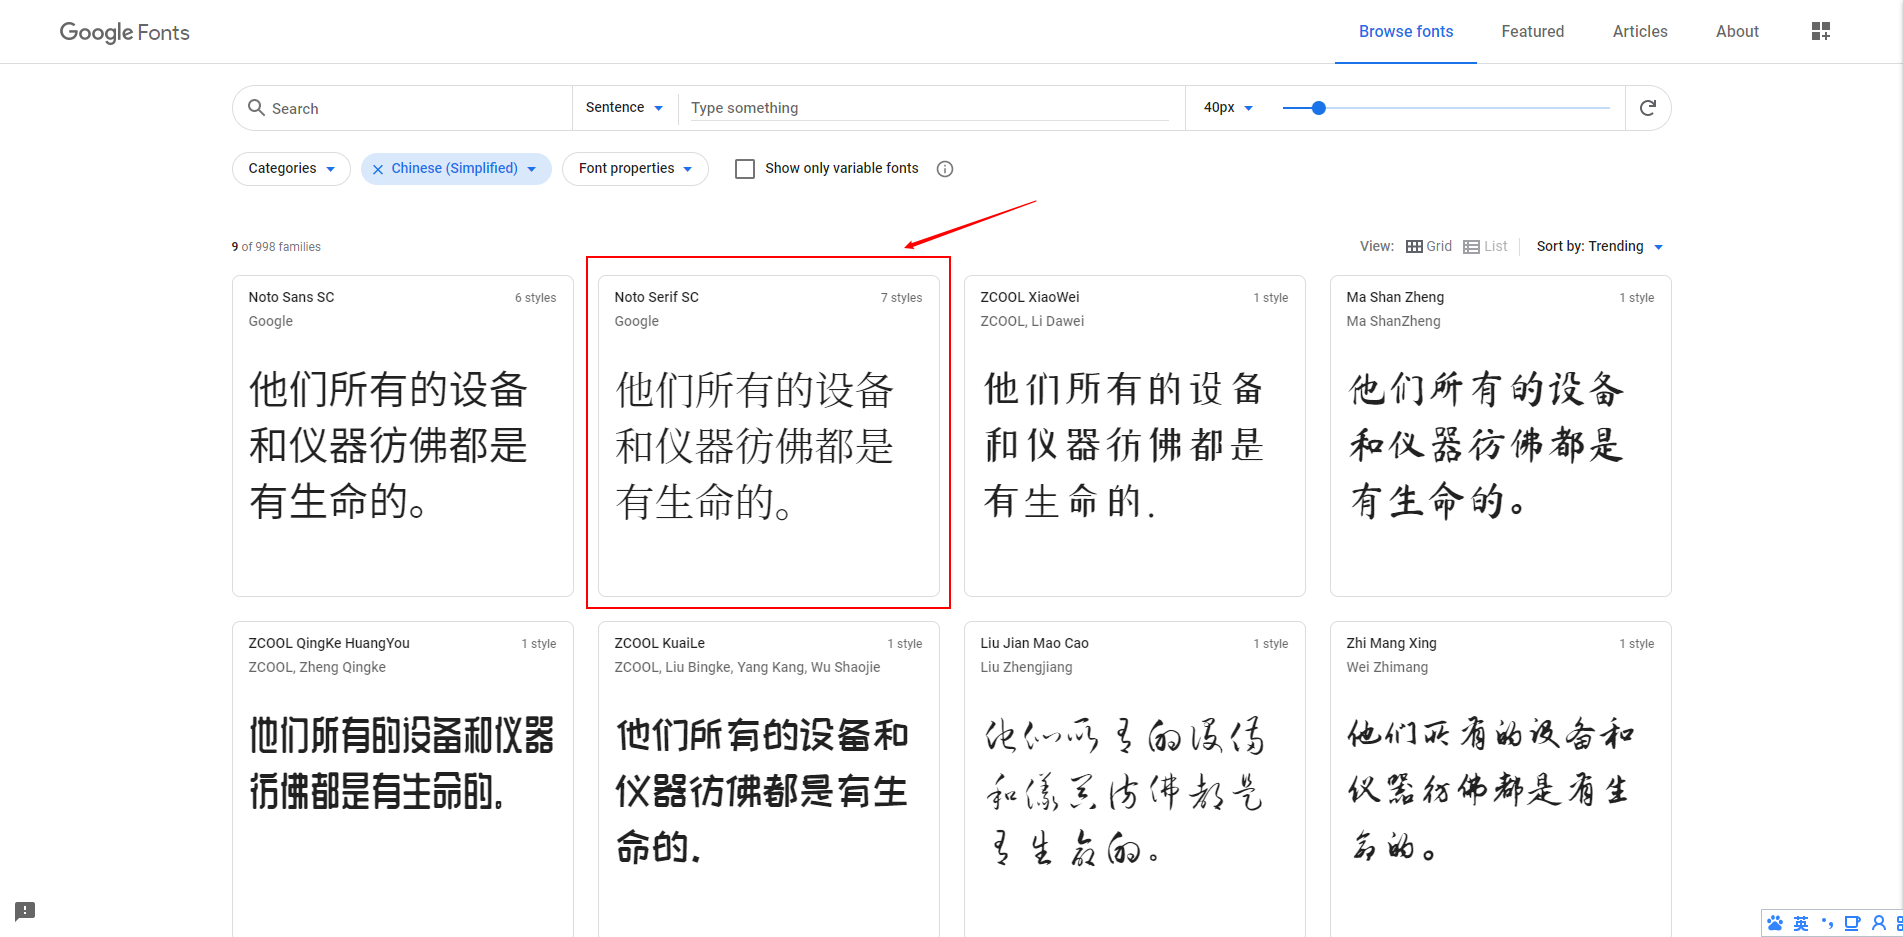 Google Fonts
Browse fonts
Featured
Articles
About
Search
Sentence
Type something
40px
Categories
Chinese (Simplified)
Font properties
Show only variable fonts
9 of 998 families
View:
Grid
List
Sort by: Trending
Noto Sans SC
6 styles
Google
他们所有的设备
和仪器彷佛都是
有生命的。
Noto Serif SC
7 styles
Google
他们所有的设备
和仪器彷佛都是
有生命的。
ZCOOL XiaoWei
1 style
ZCOOL, Li Dawei
他们所有的设备
和仪器彷佛都是
有生命的.
Ma Shan Zheng
1 style
Ma ShanZheng
他们所有的设备
和仪器彷佛都是
有生命的。
ZCOOL QingKe HuangYou
1 style
ZCOOL, Zheng Qingke
他们所有的设备和仪器
彷佛都是有生命的.
ZCOOL KuaiLe
1 style
ZCOOL, Liu Bingke, Yang Kang, Wu Shaojie
他们所有的设备和
仪器彷佛都是有生
命的.
Liu Jian Mao Cao
1 style
Liu Zhengjiang
他们所有的设备
和仪器彷佛都是
有生命的。
Zhi Mang Xing
1 style
Wei Zhimang
他们所有的设备和
仪器彷佛都是有生
命的。
英